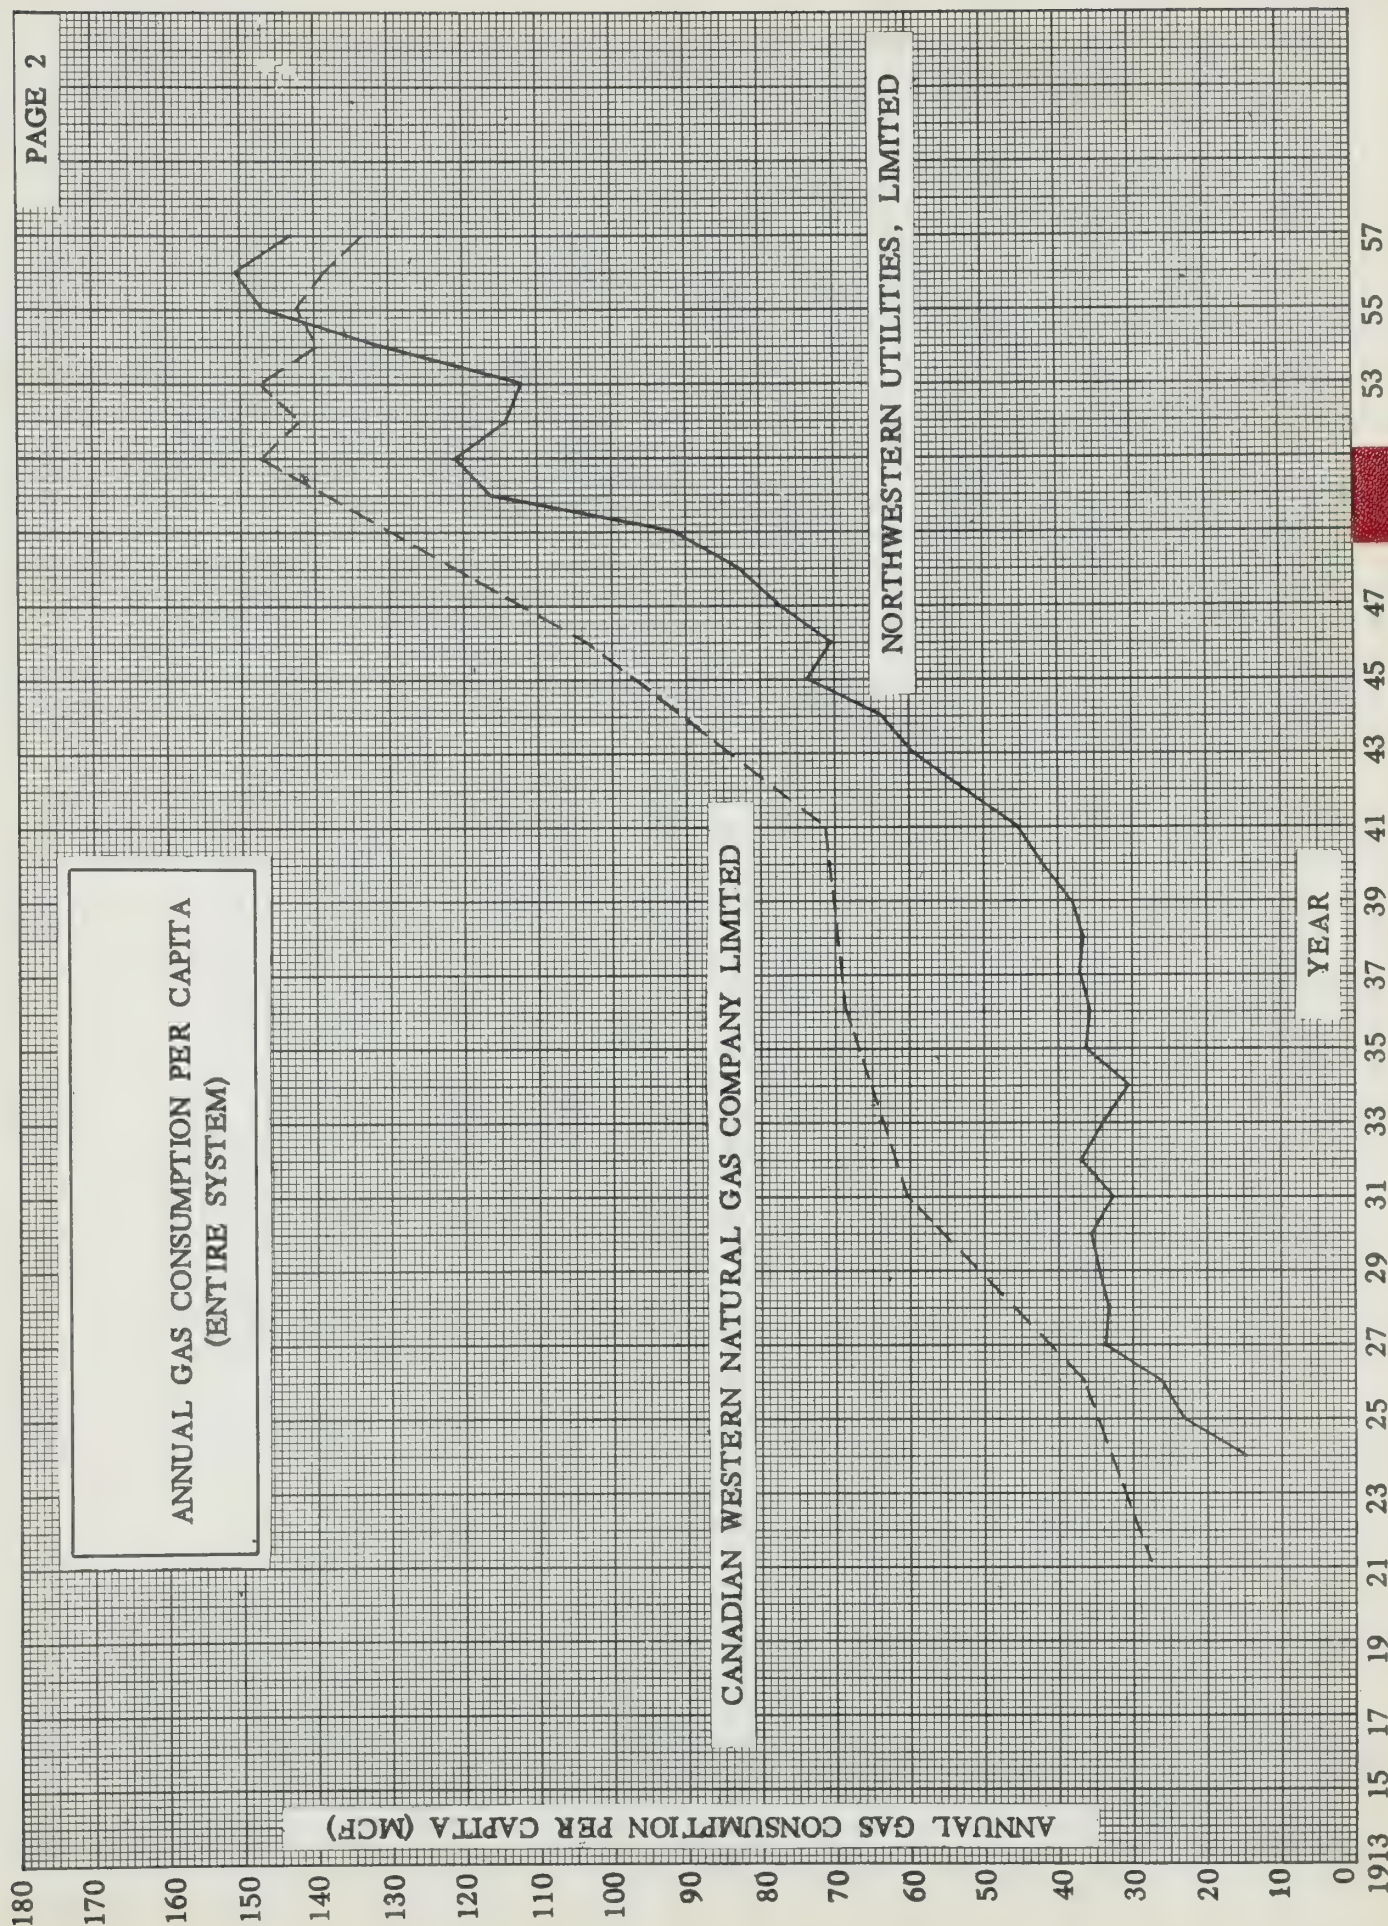 PAGE 2
ANNUAL GAS CONSUMPTION PER CAPITA
(ENTIRE SYSTEM)
CANADIAN WESTERN NATURAL GAS COMPANY LIMITED
NORTHWESTERN UTILITIES, LIMITED
ANNUAL GAS CONSUMPTION PER CAPITA (MCF)
180
170
160
150
140
130
120
110
100
90
80
70
60
50
40
30
20
10
0
1913 15 17 19 21 23 25 27 29 31 33 35 37 39 41 43 45 47 53 55 57
YEAR